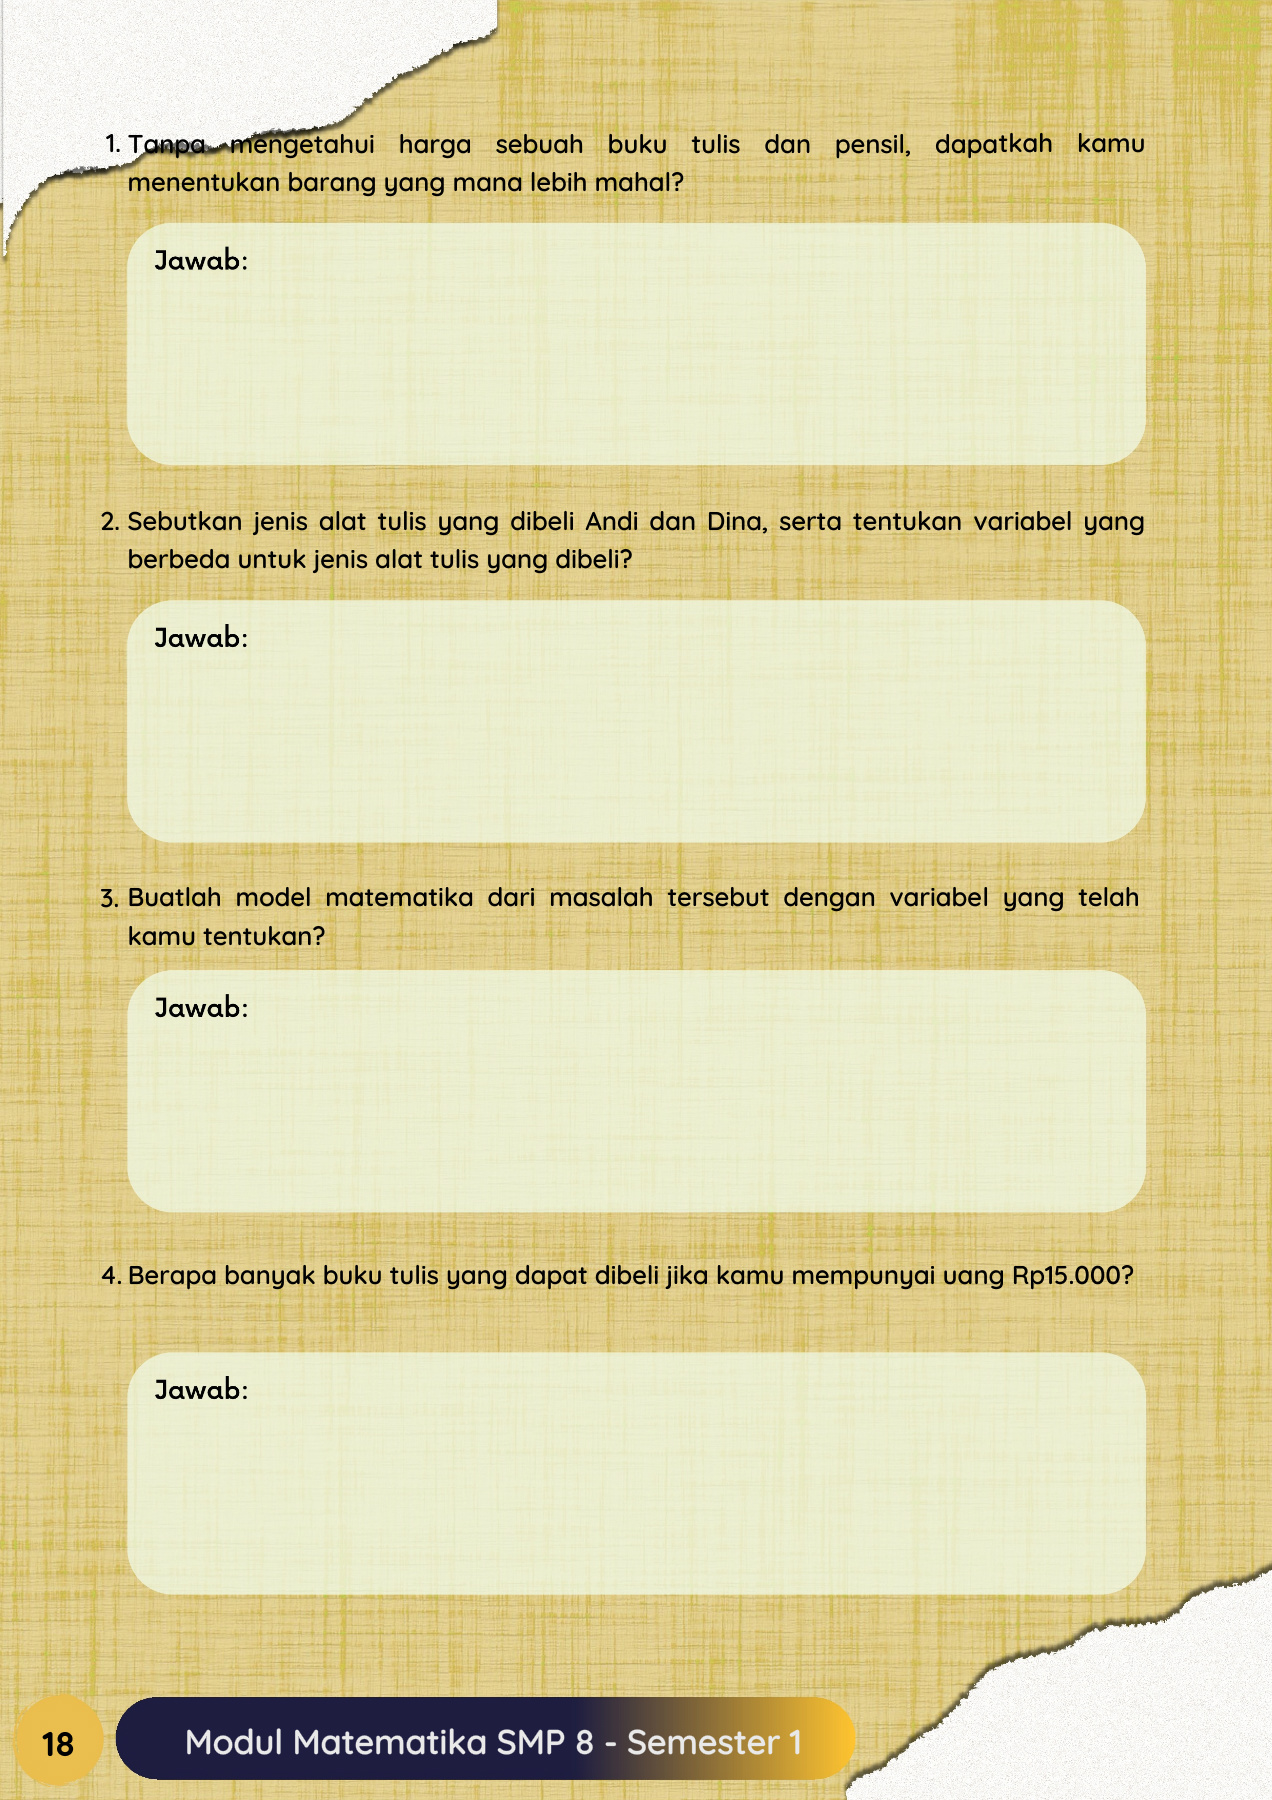 1. Tanpa mengetahui harga sebuah buku tulis dan pensil, dapatkah kamu
menentukan barang yang mana lebih mahal?
Jawab:
2. Sebutkan jenis alat tulis yang dibeli Andi dan Dina, serta tentukan variabel yang
berbeda untuk jenis alat tulis yang dibeli?
Jawab:
3. Buatlah model matematika dari masalah tersebut dengan variabel yang telah
kamu tentukan?
Jawab:
4. Berapa banyak buku tulis yang dapat dibeli jika kamu mempunyai uang Rp15.000?
Jawab:
18
Modul Matematika SMP 8 - Semester 1